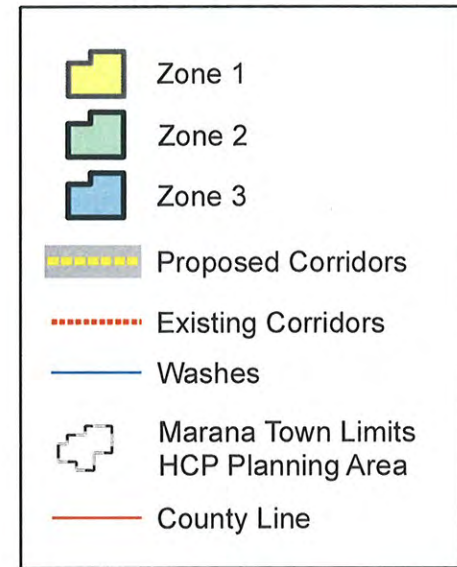 Zone 1
Zone 2
Zone 3
Proposed Corridors
Existing Corridors
Washes
Marana Town Limits
HCP Planning Area
County Line